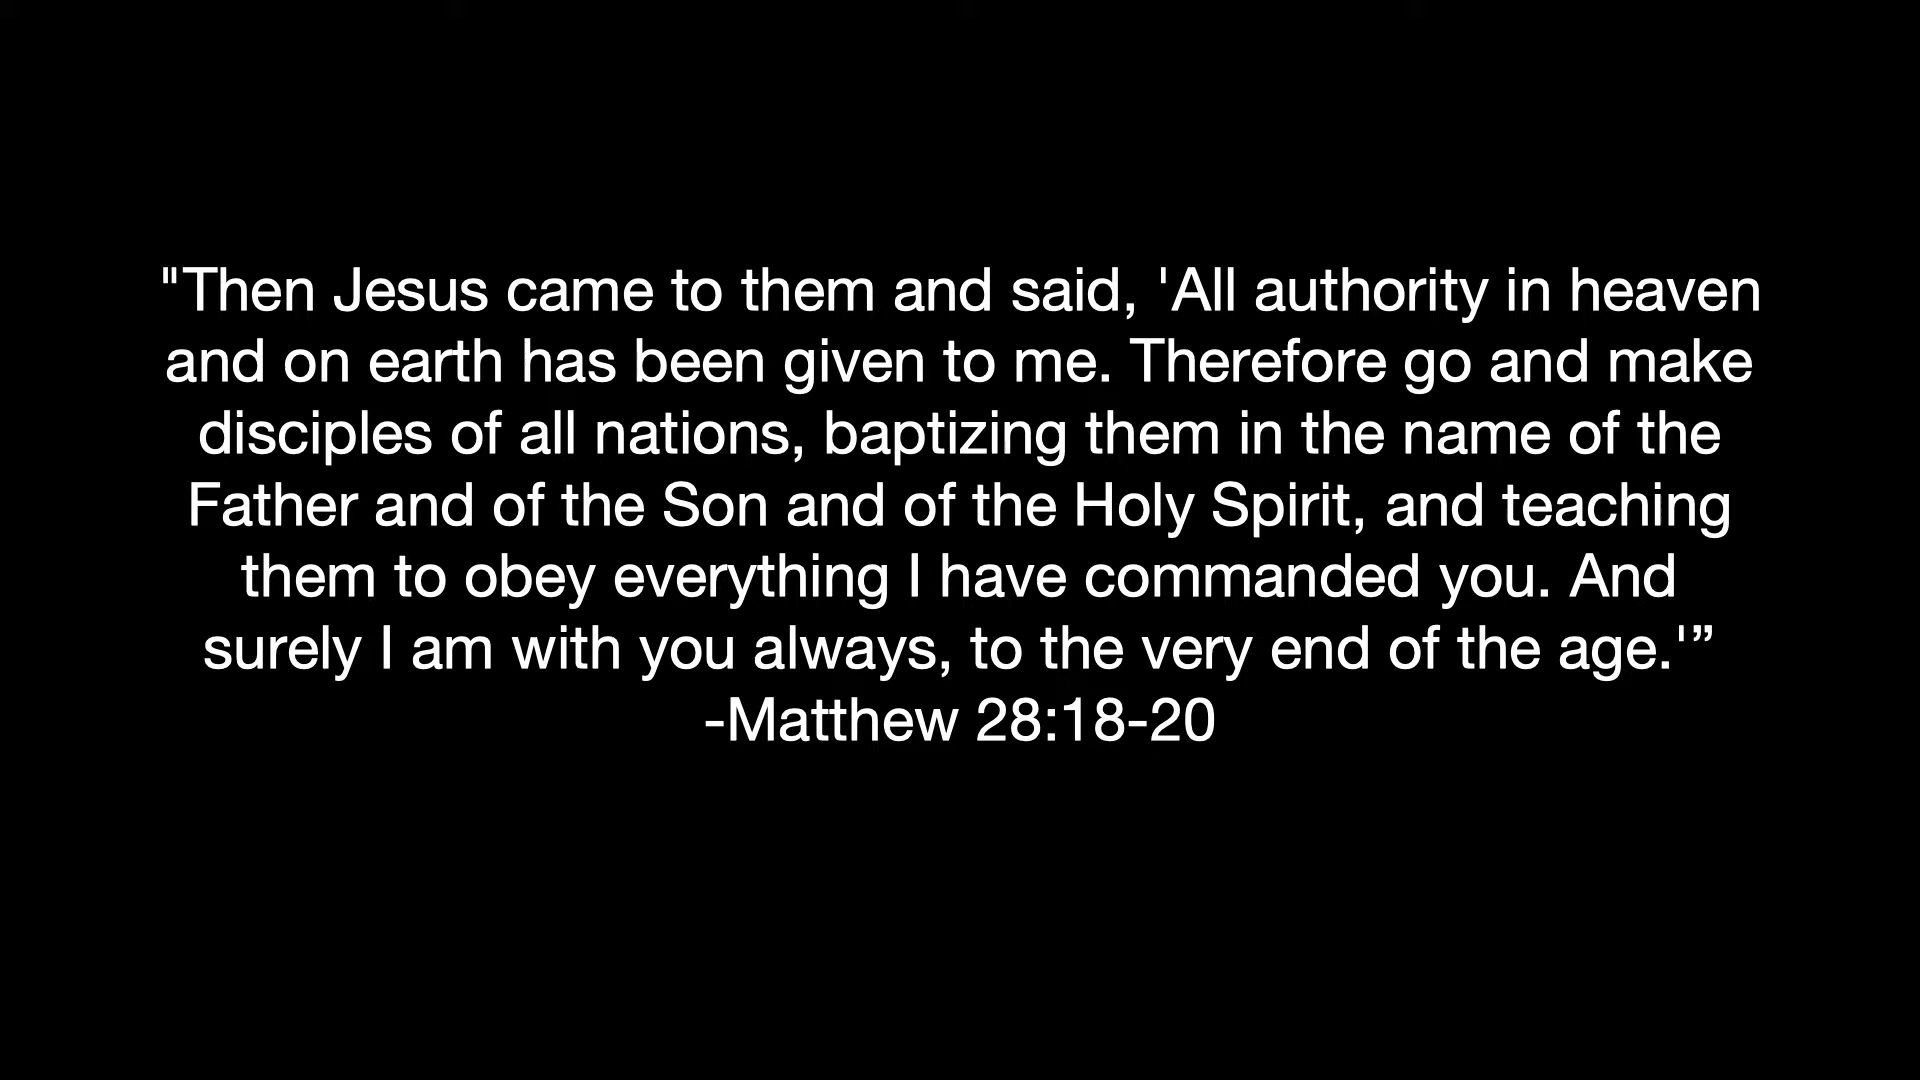 "Then Jesus came to them and said, 'All authority in heaven
and on earth has been given to me. Therefore go and make
disciples of all nations, baptizing them in the name of the
Father and of the Son and of the Holy Spirit, and teaching
them to obey everything I have commanded you. And
surely I am with you always, to the very end of the age.'”
-Matthew 28:18-20